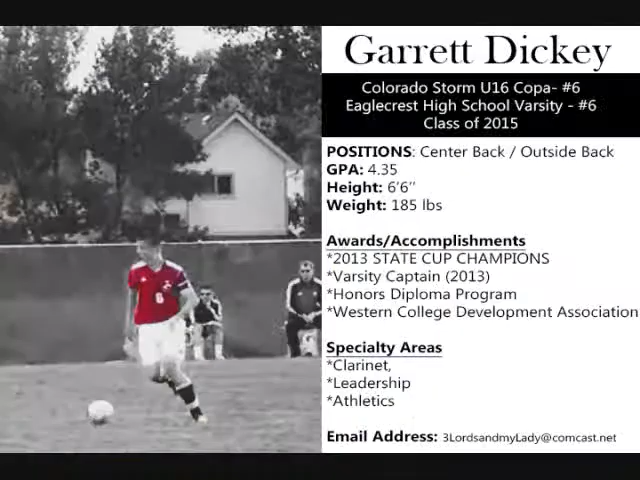 Garrett Dickey
Colorado Storm U16 Copa- #6
Eaglecrest High School Varsity - #6
Class of 2015
POSITIONS: Center Back / Outside Back
GPA: 4.35
Height: 6'6''
Weight: 185 lbs
Awards/Accomplishments
*2013 STATE CUP CHAMPIONS
*Varsity Captain (2013)
*Honors Diploma Program
*Western College Development Association
Specialty Areas
*Clarinet,
*Leadership
*Athletics
Email Address: 3LordsandmyLady@comcast.net
6